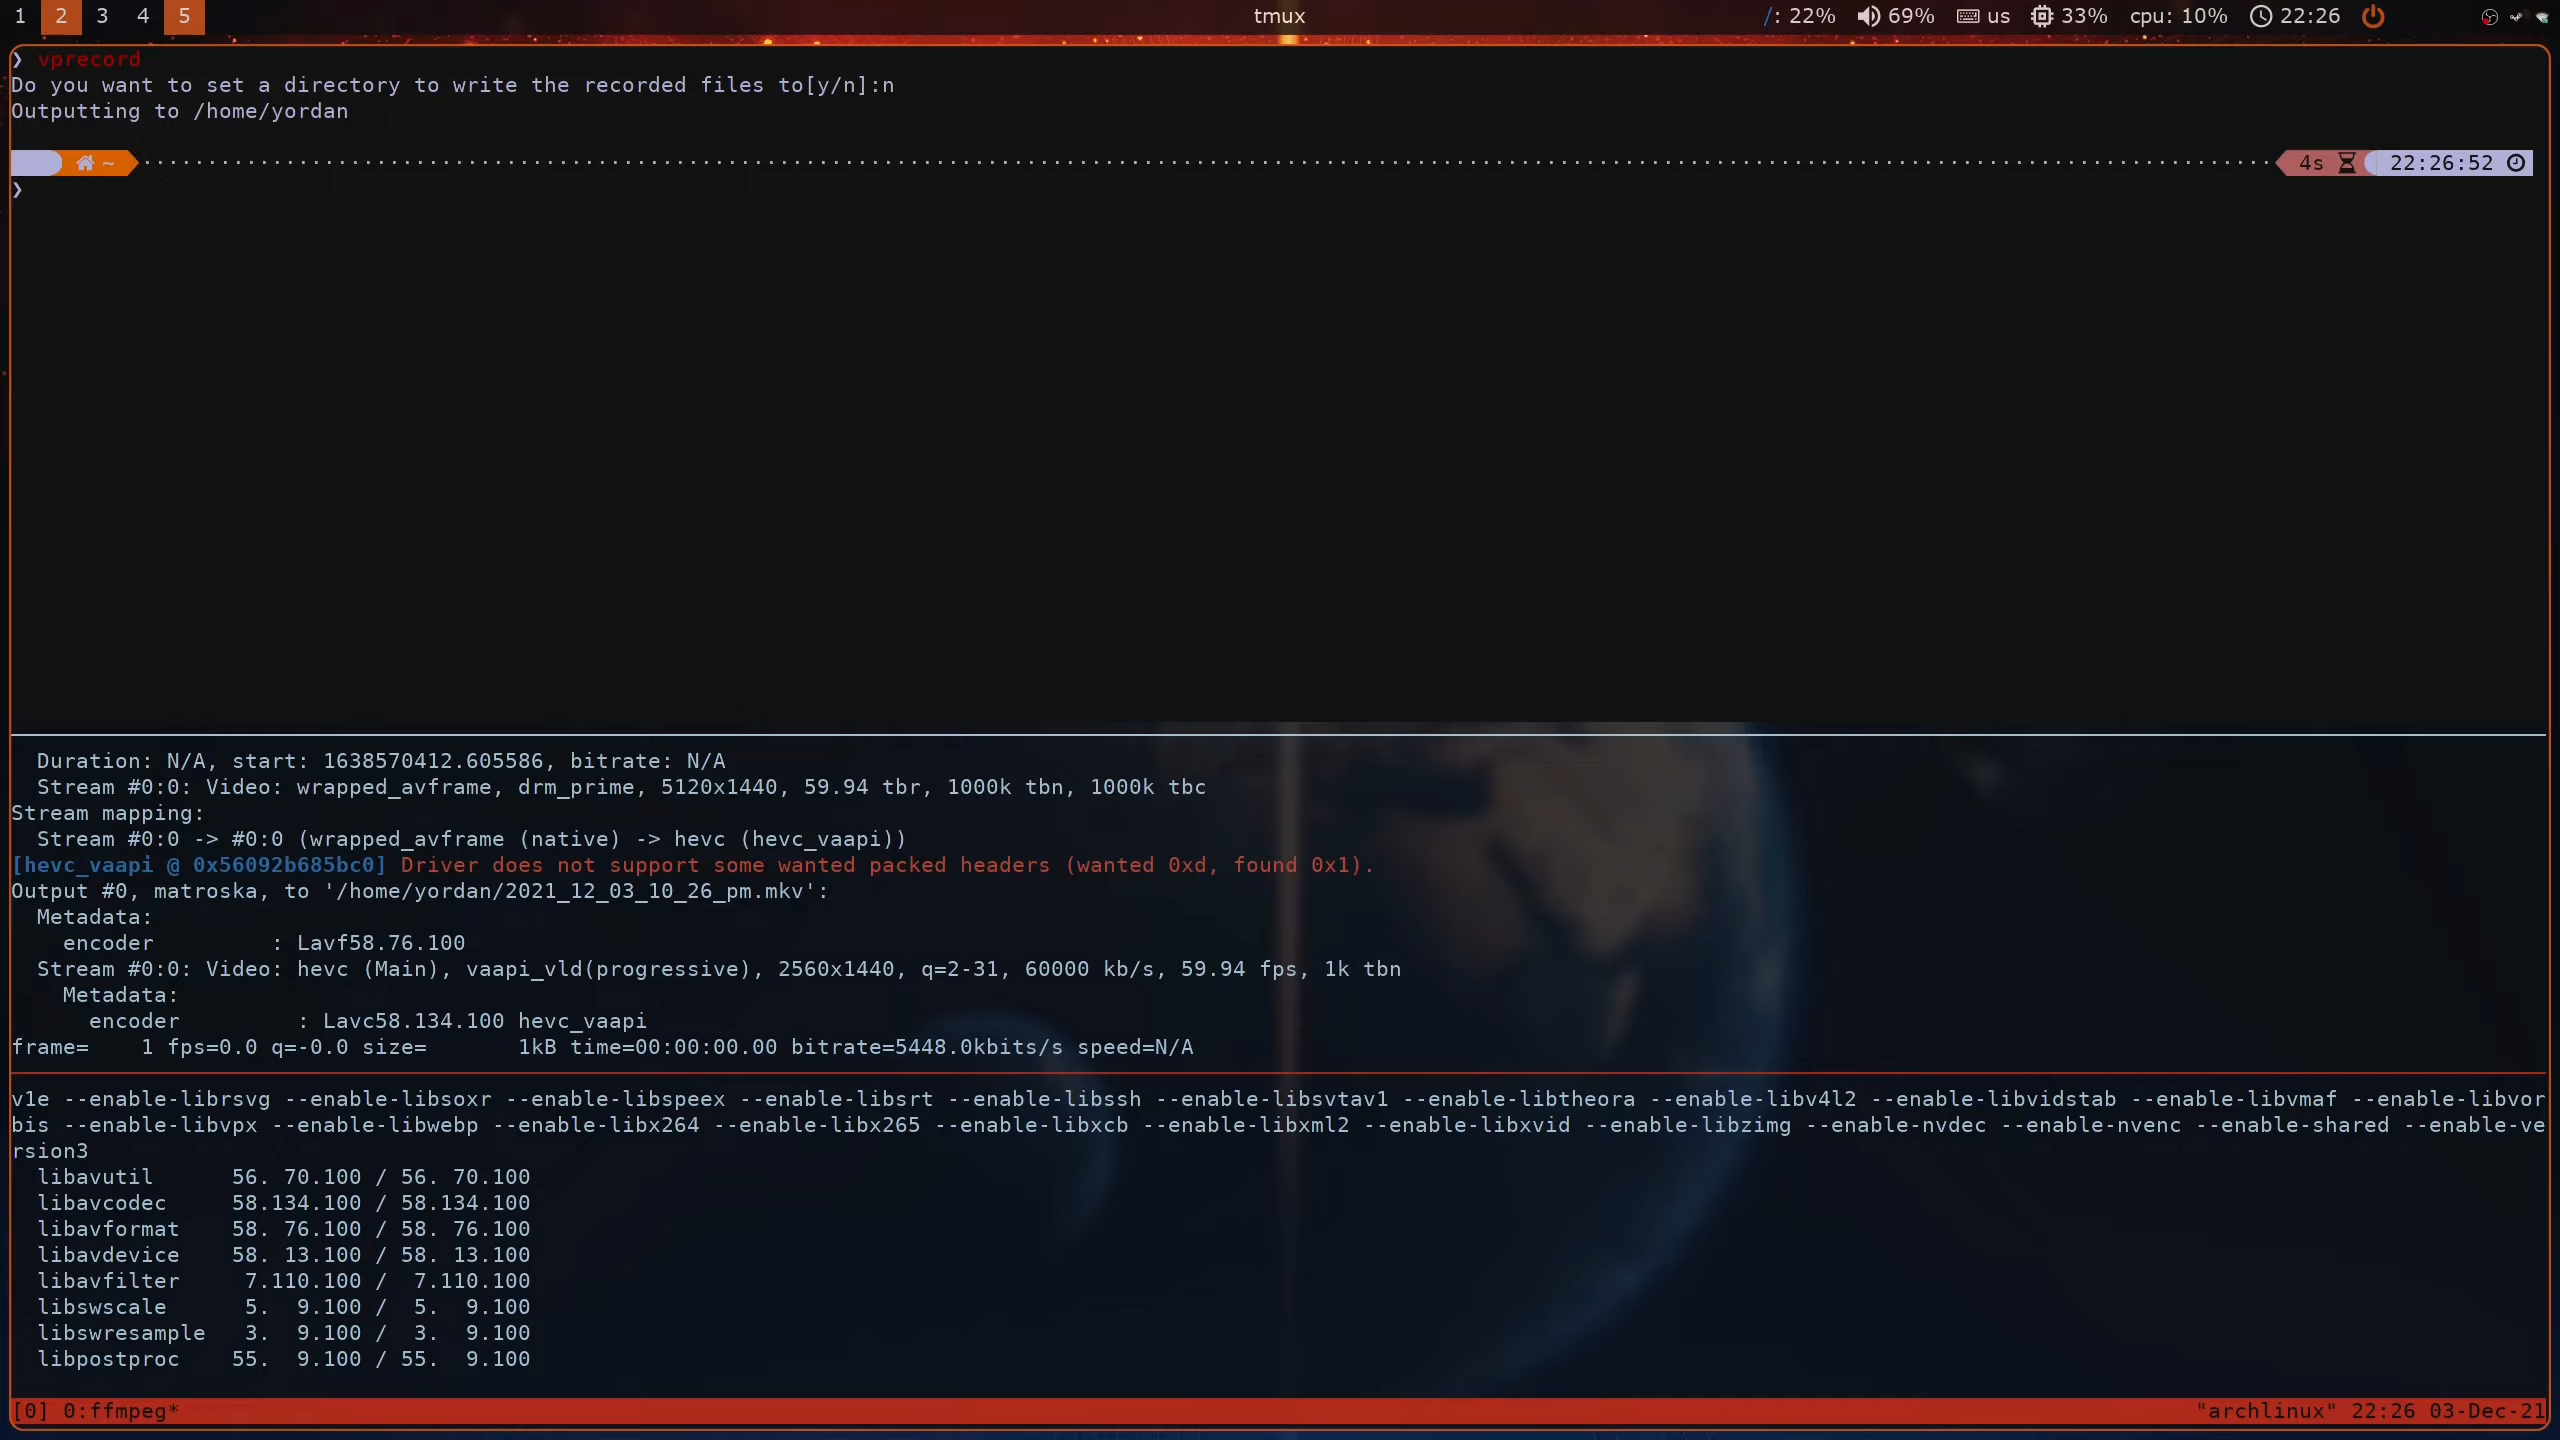 1 2 3 4 5 tmux /: 22% 69% us 33% cpu: 10% 22:26
❯ vprecord
Do you want to set a directory to write the recorded files to[y/n]:n
Outputting to /home/yordan
~ 4s 22:26:52
❯
Duration: N/A, start: 1638570412.605586, bitrate: N/A
Stream #0:0: Video: wrapped_avframe, drm_prime, 5120x1440, 59.94 tbr, 1000k tbn, 1000k tbc
Stream mapping:
Stream #0:0 -> #0:0 (wrapped_avframe (native) -> hevc (hevc_vaapi))
[hevc_vaapi @ 0x56092b685bc0] Driver does not support some wanted packed headers (wanted 0xd, found 0x1).
Output #0, matroska, to '/home/yordan/2021_12_03_10_26_pm.mkv':
Metadata:
encoder : Lavf58.76.100
Stream #0:0: Video: hevc (Main), vaapi_vld(progressive), 2560x1440, q=2-31, 60000 kb/s, 59.94 fps, 1k tbn
Metadata:
encoder : Lavc58.134.100 hevc_vaapi
frame= 1 fps=0.0 q=-0.0 size= 1kB time=00:00:00.00 bitrate=5448.0kbits/s speed=N/A
v1e --enable-librsvg --enable-libsoxr --enable-libspeex --enable-libsrt --enable-libssh --enable-libsvtav1 --enable-libtheora --enable-libv4l2 --enable-libvidstab --enable-libvmaf --enable-libvor
bis --enable-libvpx --enable-libwebp --enable-libx264 --enable-libx265 --enable-libxcb --enable-libxml2 --enable-libxvid --enable-libzimg --enable-nvdec --enable-nvenc --enable-shared --enable-ve
rsion3
libavutil 56. 70.100 / 56. 70.100
libavcodec 58.134.100 / 58.134.100
libavformat 58. 76.100 / 58. 76.100
libavdevice 58. 13.100 / 58. 13.100
libavfilter 7.110.100 / 7.110.100
libswscale 5. 9.100 / 5. 9.100
libswresample 3. 9.100 / 3. 9.100
libpostproc 55. 9.100 / 55. 9.100
[0] 0:ffmpeg* "archlinux" 22:26 03-Dec-21